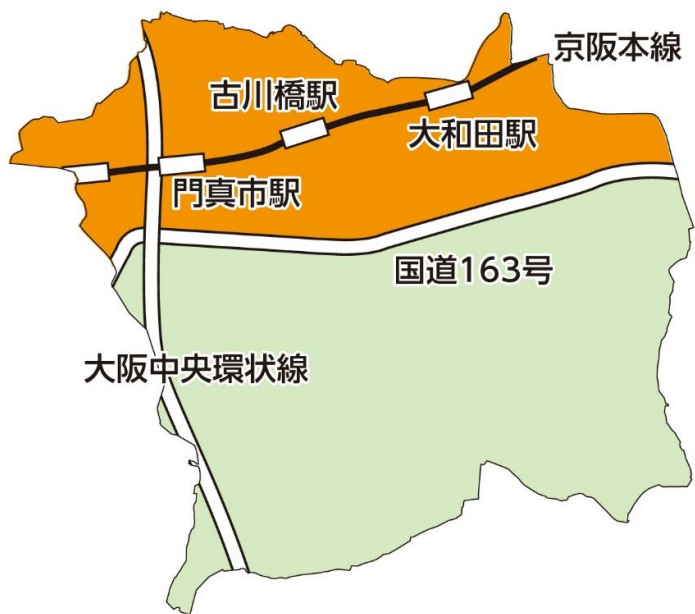 京阪本線
古川橋駅
大和田駅
門真市駅
国道163号
大阪中央環状線